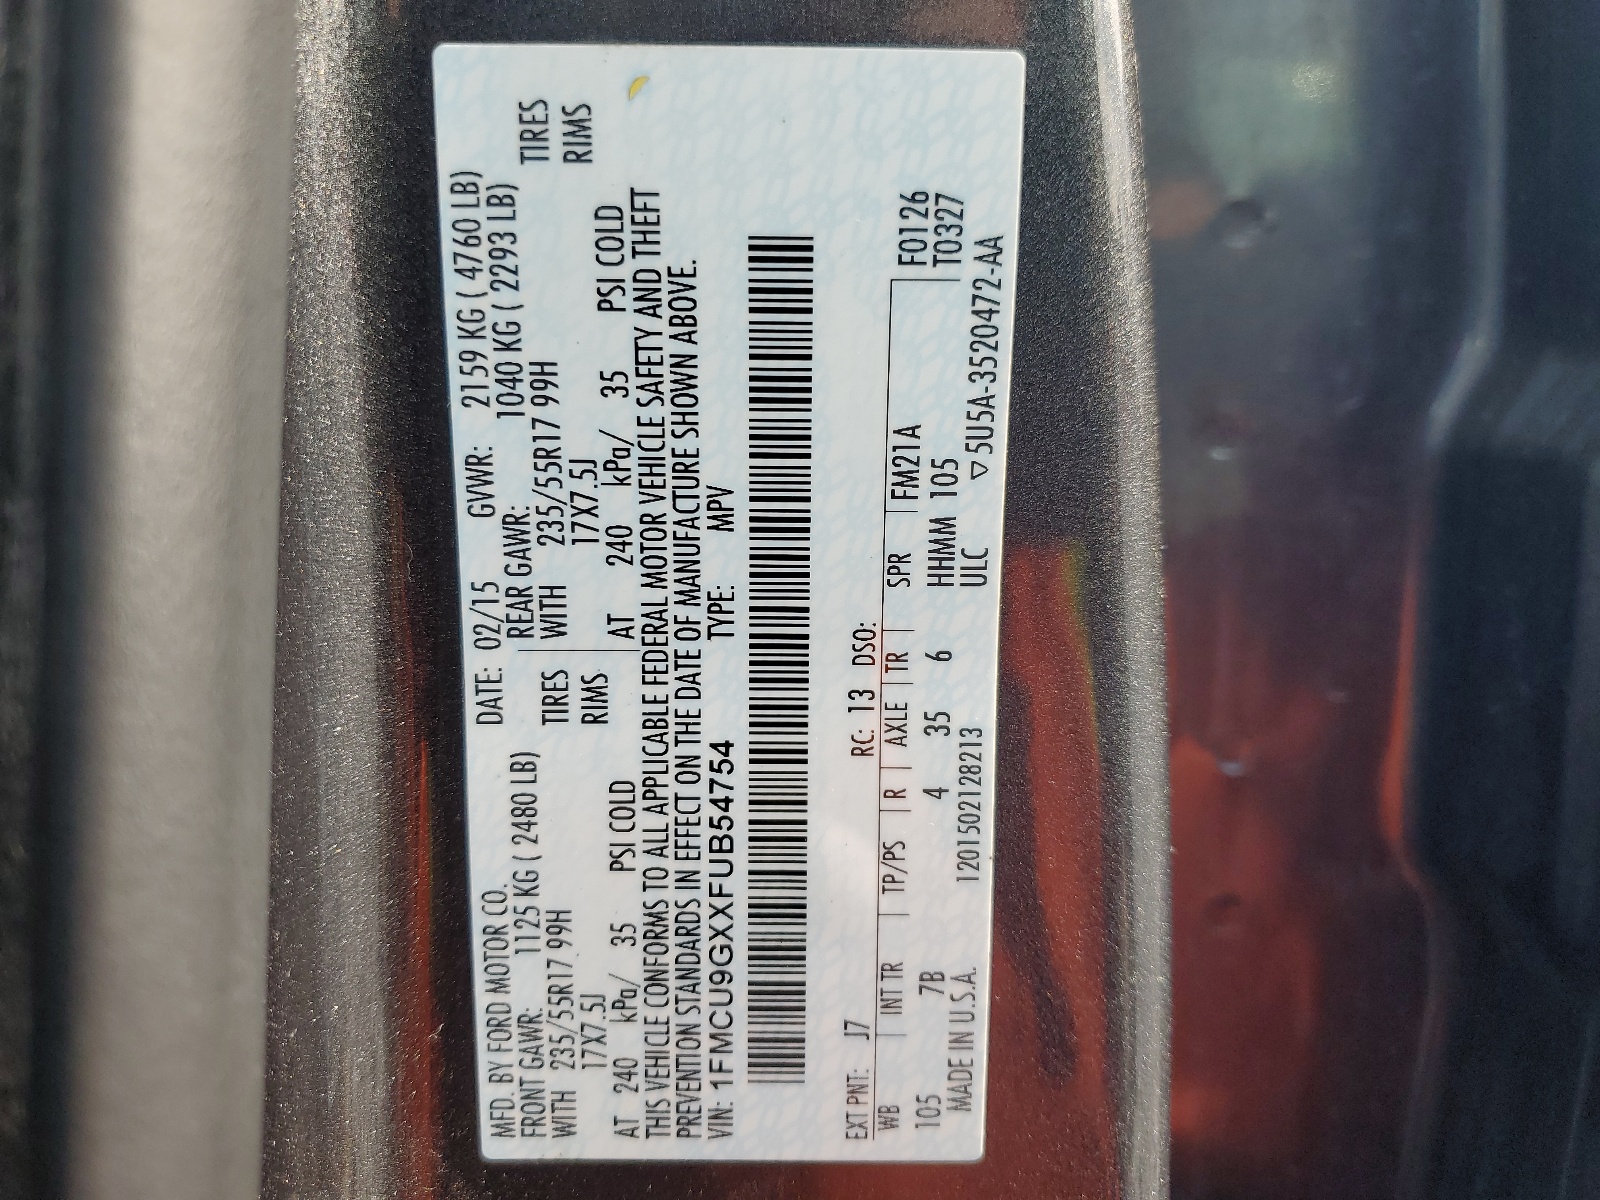 MFD. BY FORD MOTOR CO. DATE: 02/15 GVWR: 2159 KG ( 4760 LB)
FRONT GAWR: 1125 KG ( 2480 LB) REAR GAWR: 1040 KG ( 2293 LB)
WITH 235/55R17 99H TIRES WITH 235/55R17 99H TIRES
17X7.5J RIMS 17X7.5J RIMS
AT 240 kPa/ 35 PSI COLD AT 240 kPa/ 35 PSI COLD
THIS VEHICLE CONFORMS TO ALL APPLICABLE FEDERAL MOTOR VEHICLE SAFETY AND THEFT
PREVENTION STANDARDS IN EFFECT ON THE DATE OF MANUFACTURE SHOWN ABOVE.
VIN: 1FMCU9GXXFUB54754 TYPE: MPV
EXT PNT: J7 RC: 13 DSO:
WB | INT TR | TP/PS | R | AXLE | TR | SPR | FM21A F0126
105 7B 4 35 6 HHMM 105 T0327
MADE IN U.S.A. 1201502128213 ULC ▽5U5A-3520472-AA